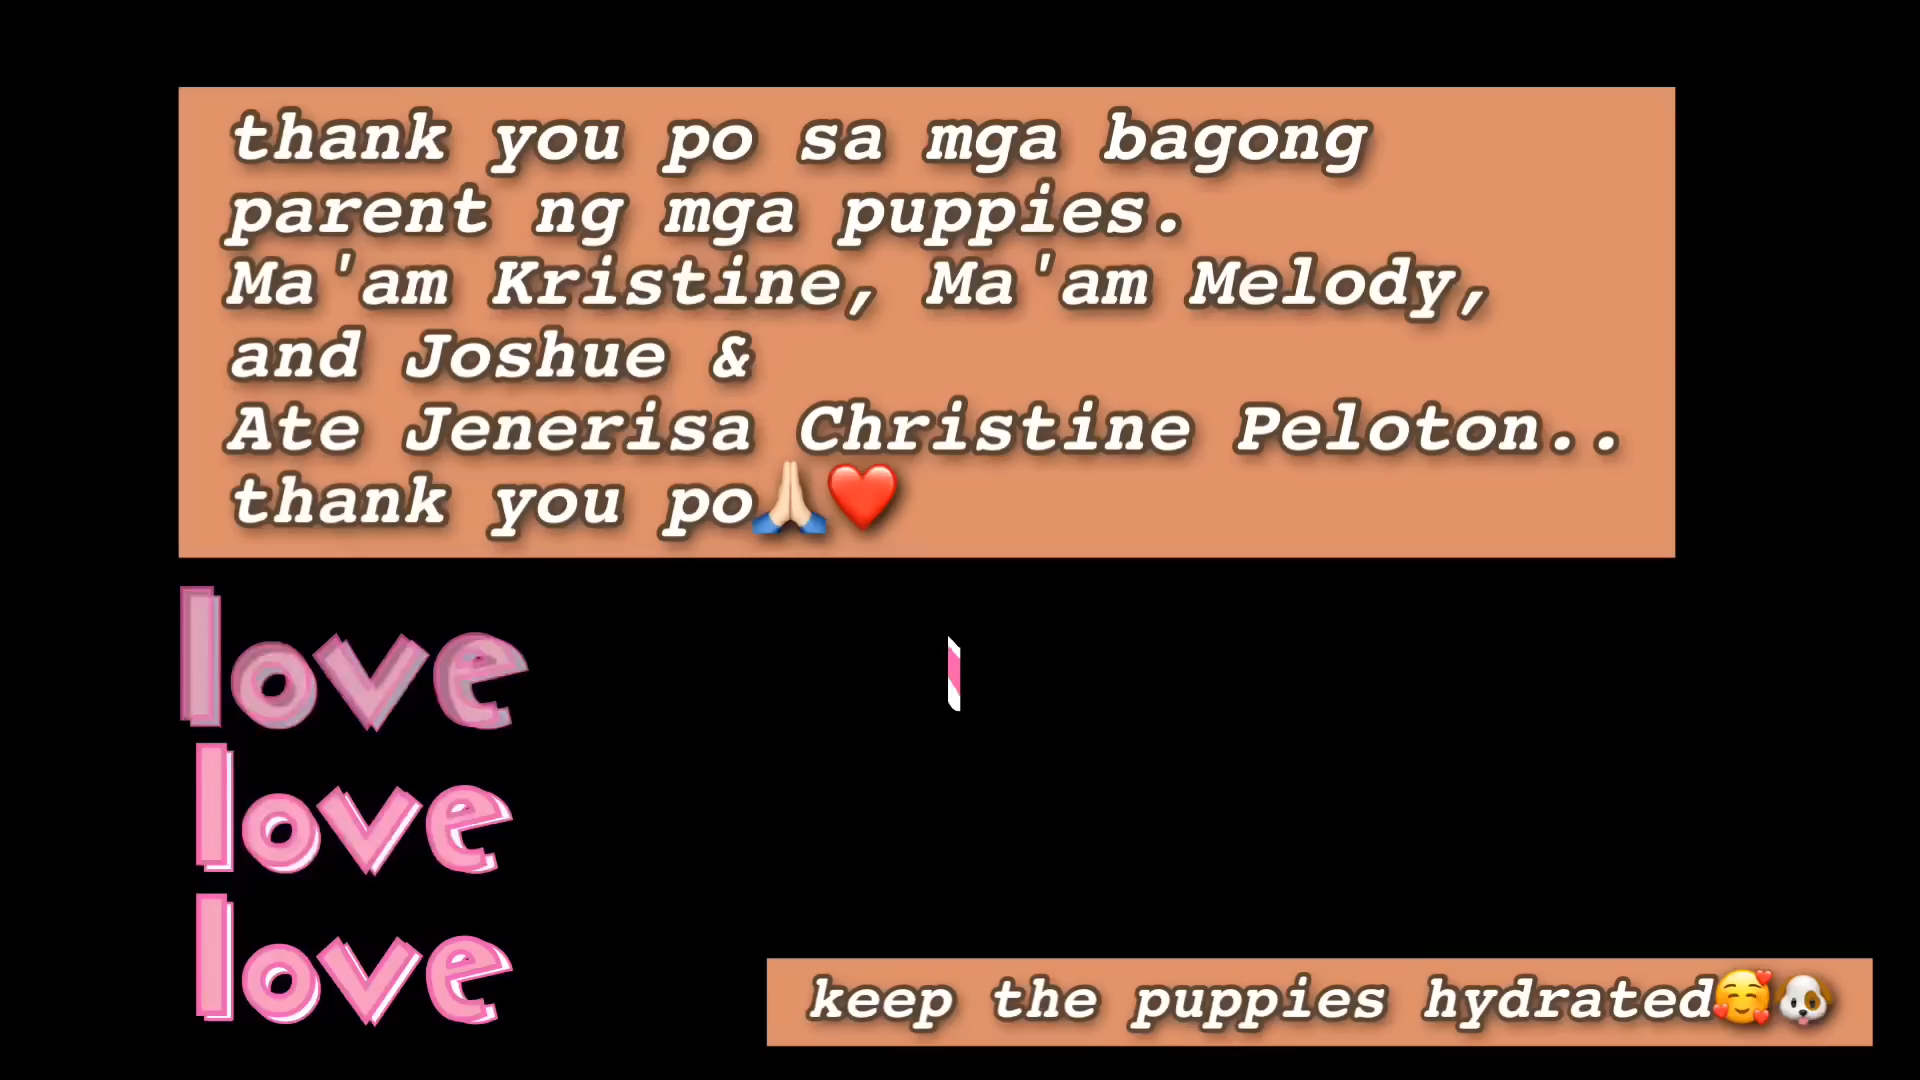 thank you po sa mga bagong
parent ng mga puppies.
Ma'am Kristine, Ma'am Melody,
and Joshue &
Ate Jenerisa Christine Peloton..
thank you po🙏🏻❤️
love
love
love
keep the puppies hydrated🥰🐶